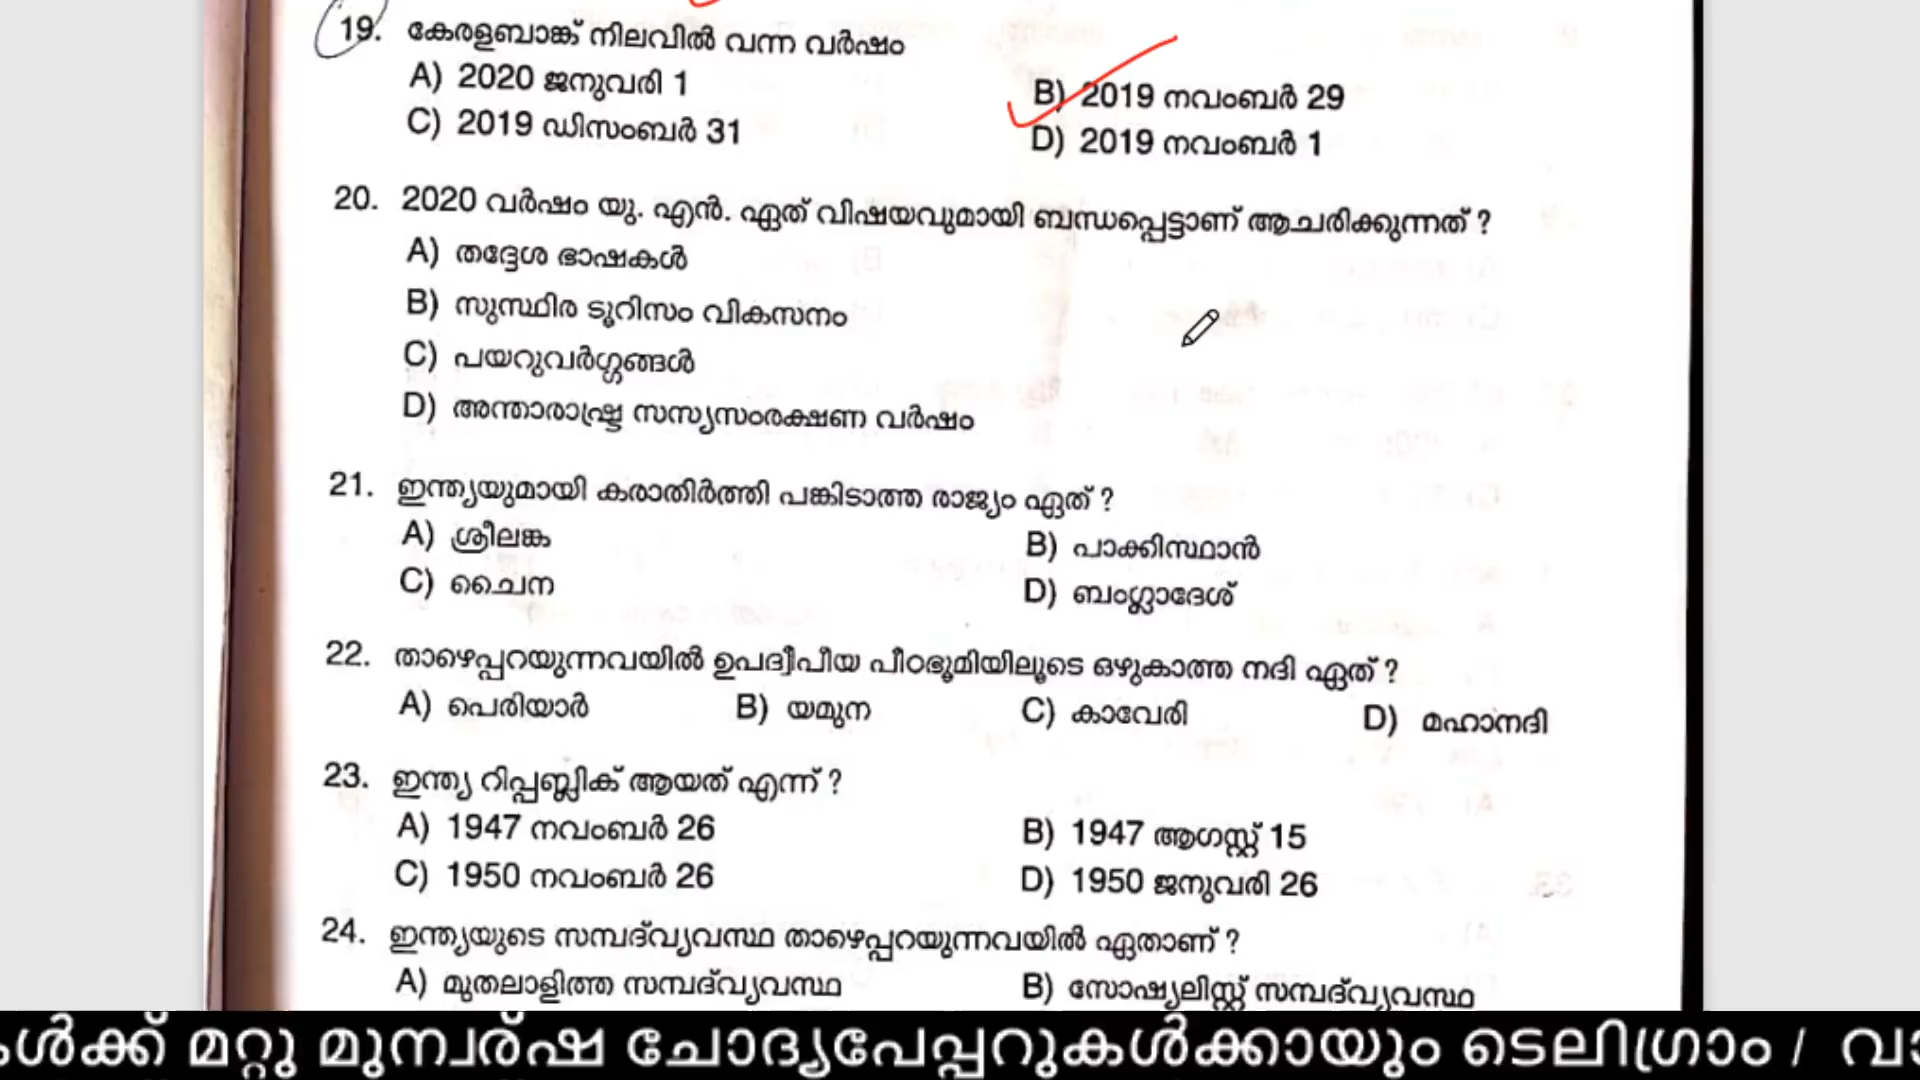 19. കേരളബാങ്ക് നിലവിൽ വന്ന വർഷം
A) 2020 ജനുവരി 1
B) 2019 നവംബർ 29
C) 2019 ഡിസംബർ 31
D) 2019 നവംബർ 1
20. 2020 വർഷം യു. എൻ. ഏത് വിഷയവുമായി ബന്ധപ്പെട്ടാണ് ആചരിക്കുന്നത് ?
A) തദ്ദേശ ഭാഷകൾ
B) സുസ്ഥിര ടൂറിസം വികസനം
C) പയറുവർഗ്ഗങ്ങൾ
D) അന്താരാഷ്ട്ര സസ്യസംരക്ഷണ വർഷം
21. ഇന്ത്യയുമായി കരാതിർത്തി പങ്കിടാത്ത രാജ്യം ഏത് ?
A) ശ്രീലങ്ക
B) പാക്കിസ്ഥാൻ
C) ചൈന
D) ബംഗ്ലാദേശ്
22. താഴെപ്പറയുന്നവയിൽ ഉപദ്വീപീയ പീഠഭൂമിയിലൂടെ ഒഴുകാത്ത നദി ഏത് ?
A) പെരിയാർ B) യമുന C) കാവേരി D) മഹാനദി
23. ഇന്ത്യ റിപ്പബ്ലിക് ആയത് എന്ന് ?
A) 1947 നവംബർ 26
B) 1947 ആഗസ്റ്റ് 15
C) 1950 നവംബർ 26
D) 1950 ജനുവരി 26
24. ഇന്ത്യയുടെ സമ്പദ്‌വ്യവസ്ഥ താഴെപ്പറയുന്നവയിൽ ഏതാണ് ?
A) മുതലാളിത്ത സമ്പദ്‌വ്യവസ്ഥ
B) സോഷ്യലിസ്റ്റ് സമ്പദ്‌വ്യവസ്ഥ
മറ്റു മുന്വര്ഷ ചോദ്യപേപ്പറുകൾക്കായും ടെലിഗ്രാം /